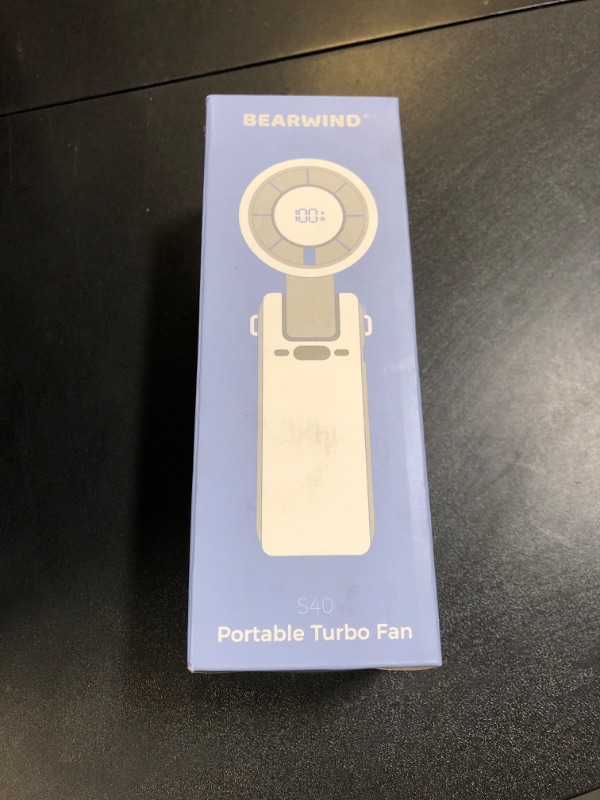 BEARWIND®
100%
S40
Portable Turbo Fan